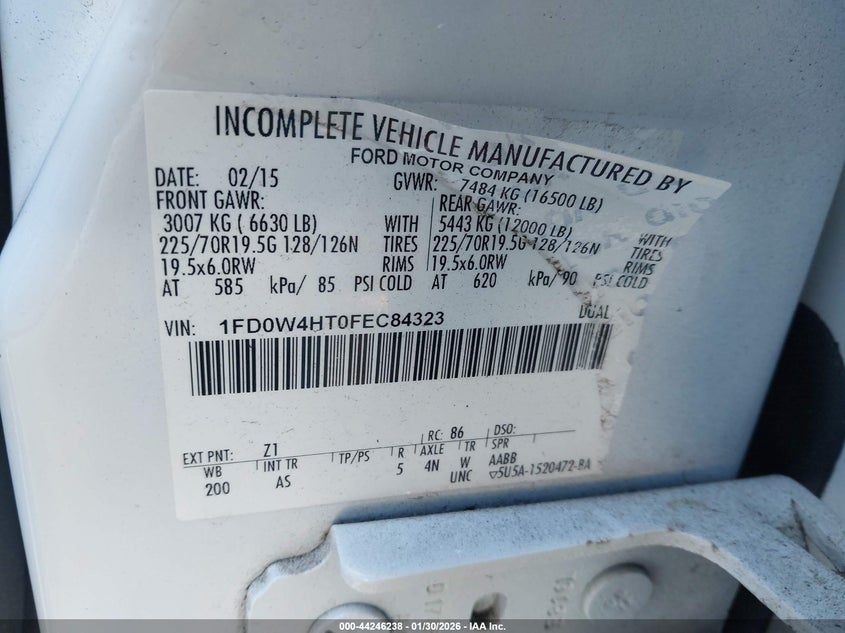 INCOMPLETE VEHICLE MANUFACTURED BY
FORD MOTOR COMPANY
DATE: 02/15 GVWR: 7484 KG (16500 LB)
FRONT GAWR: REAR GAWR:
3007 KG ( 6630 LB) WITH 5443 KG (12000 LB) WITH
225/70R19.5G 128/126N TIRES 225/70R19.5G 128/126N TIRES
19.5x6.0RW RIMS 19.5x6.0RW RIMS
AT 585 kPa/ 85 PSI COLD AT 620 kPa/ 90 PSI COLD
VIN: 1FD0W4HT0FEC84323 DUAL
EXT PNT: Z1 RC: 86 DSO:
WB INT TR TP/PS R AXLE TR SPR
200 AS 5 4N W AABB
UNC 5U5A-1520472-BA
000-44246238 - 01/30/2026 - IAA Inc.